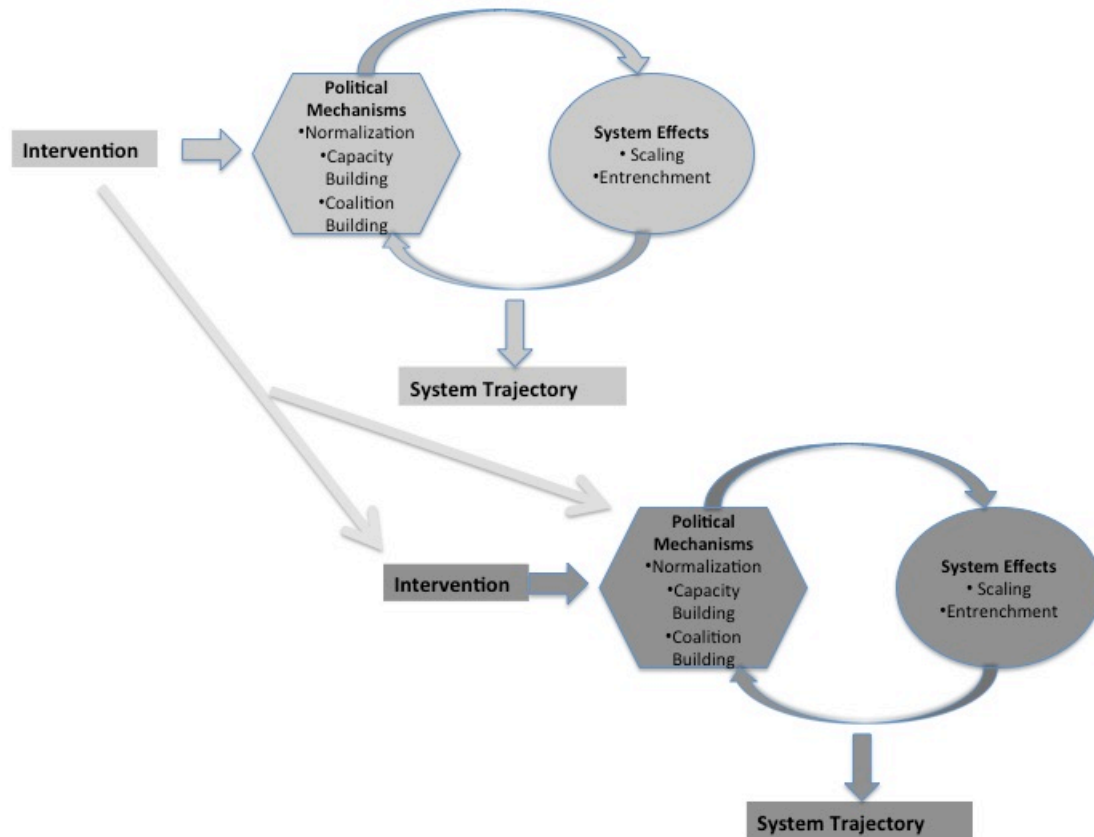 Political
Mechanisms
•Normalization
•Capacity
Building
•Coalition
Building
System Effects
• Scaling
•Entrenchment
Intervention
System Trajectory
Political
Mechanisms
•Normalization
•Capacity
Building
•Coalition
Building
System Effects
• Scaling
•Entrenchment
Intervention
System Trajectory